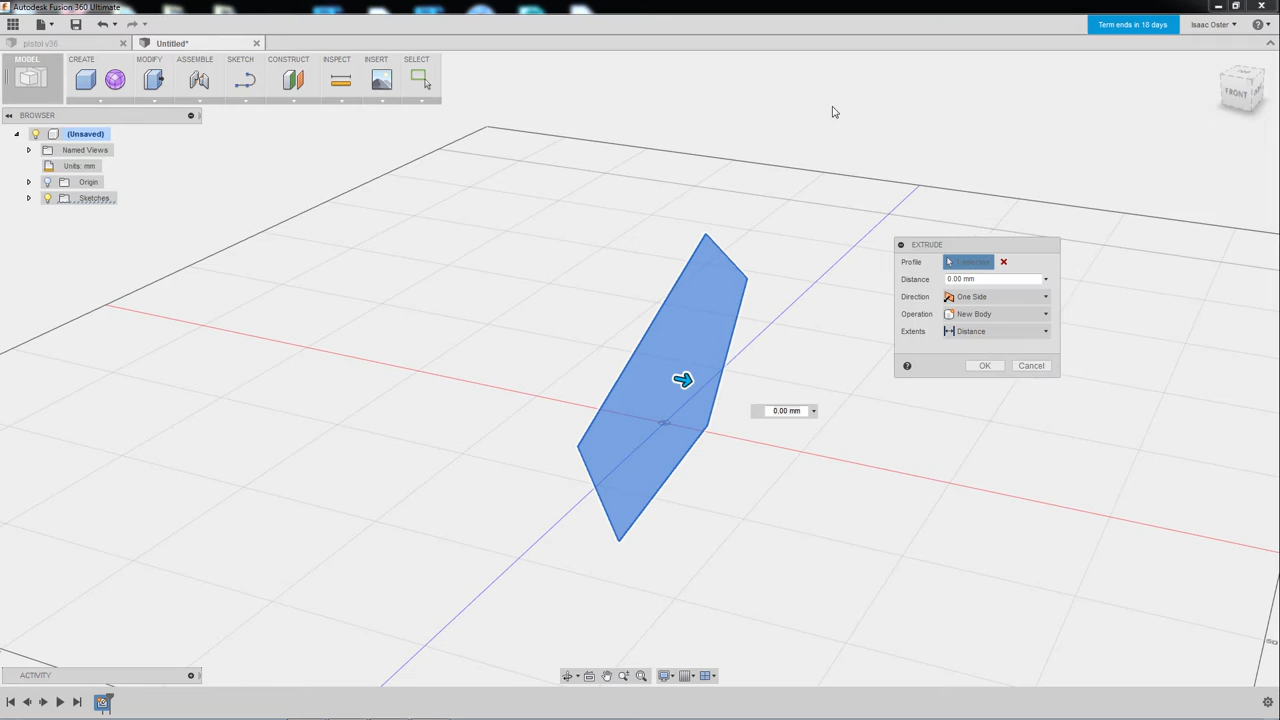 Autodesk Fusion 360 Ultimate
Term ends in 18 days
Isaac Oster
pistol v36
Untitled*
MODEL
CREATE
MODIFY
ASSEMBLE
SKETCH
CONSTRUCT
INSPECT
INSERT
SELECT
FRONT
BROWSER
(Unsaved)
Named Views
Units: mm
Origin
Sketches
EXTRUDE
Profile 1 selected
Distance 0.00 mm
Direction One Side
Operation New Body
Extents Distance
OK Cancel
0.00 mm
ACTIVITY